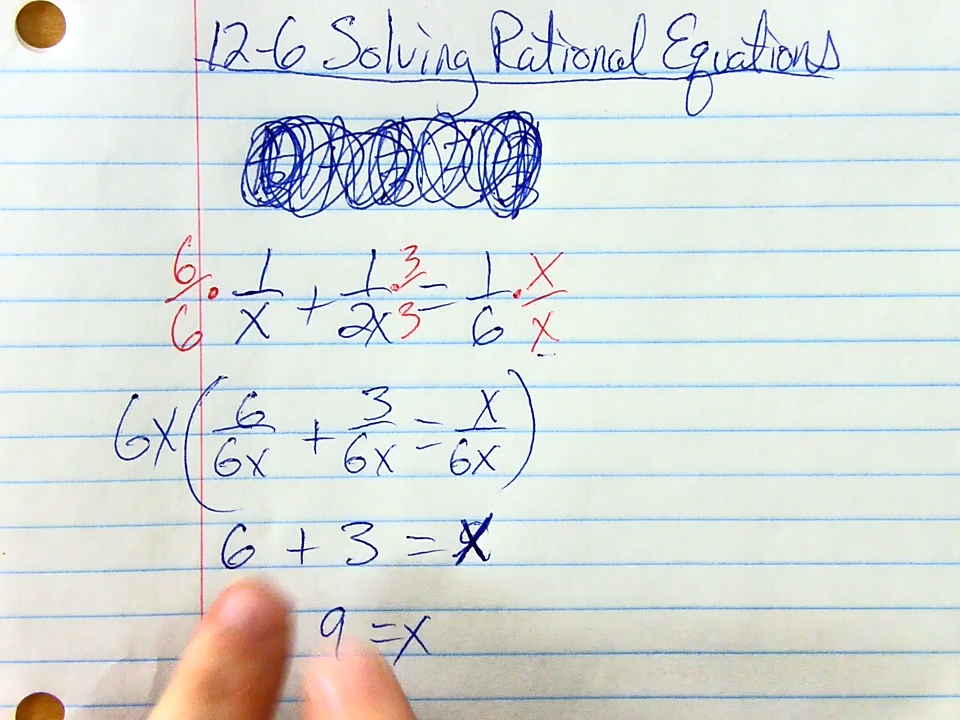 12-6 Solving Rational Equations
6/6 · 1/x + 1/2x · 3/3 = 1/6 · x/x
6x(6/6x + 3/6x = x/6x)
6 + 3 = x
9 = x